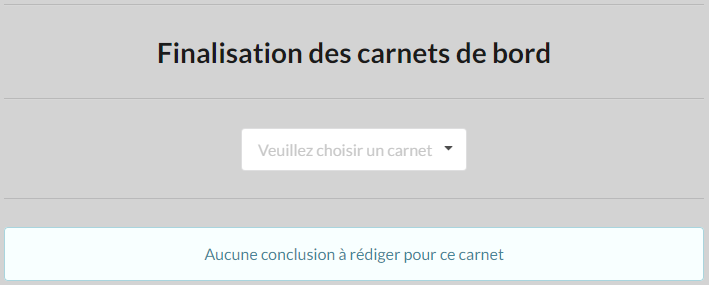 Finalisation des carnets de bord
Veuillez choisir un carnet
Aucune conclusion à rédiger pour ce carnet